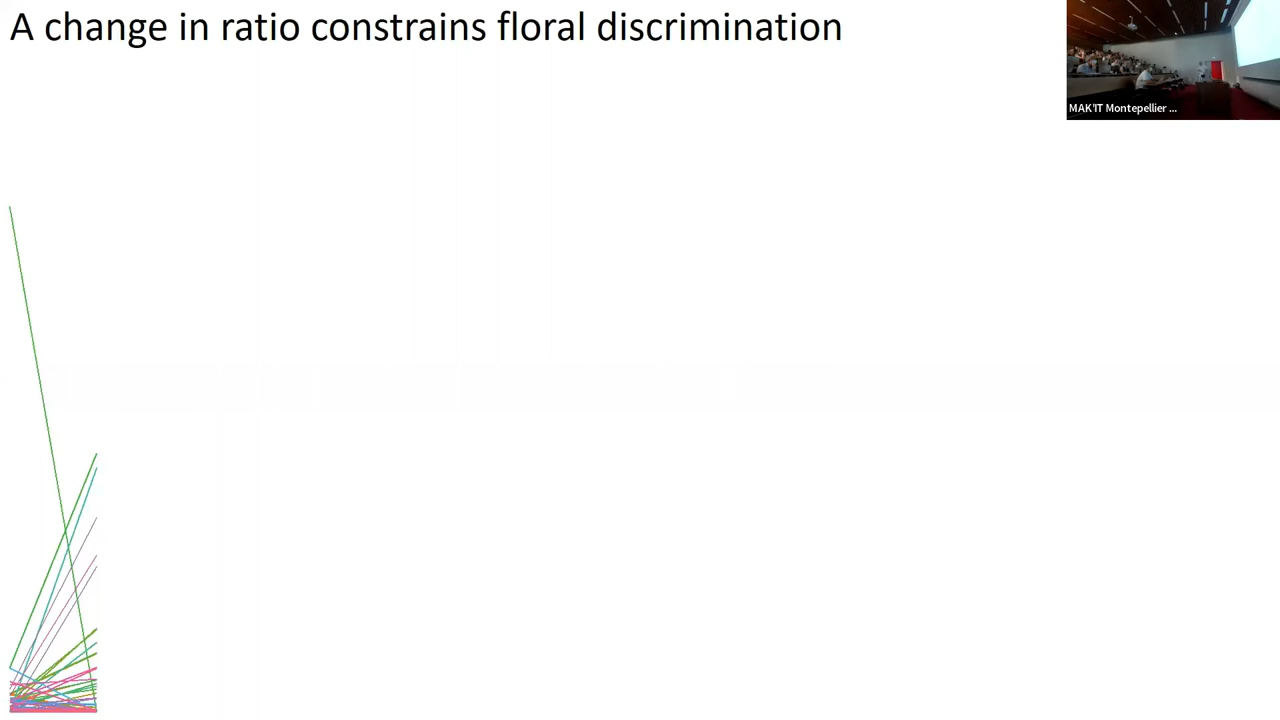 A change in ratio constrains floral discrimination
MAK'IT Montepellier ...